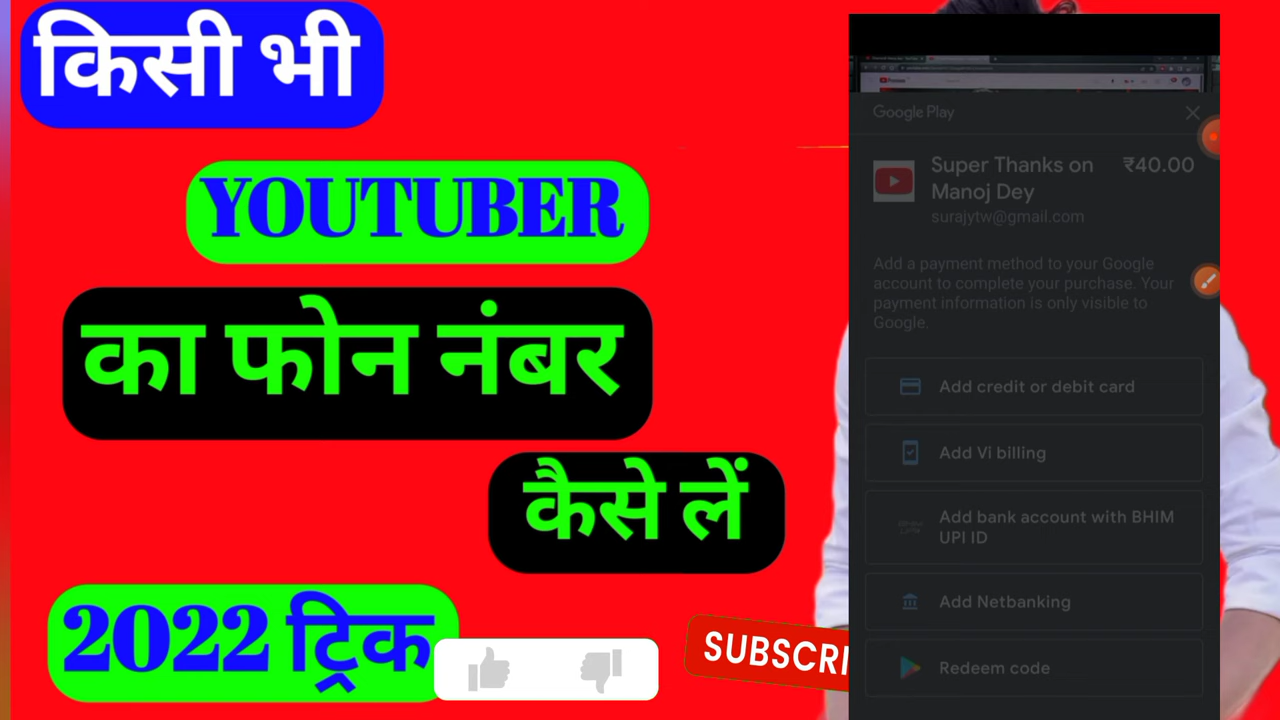 किसी भी
YOUTUBER
का फोन नंबर
कैसे लें
2022 ट्रिक
SUBSCRI
Google Play
Super Thanks on
Manoj Dey
₹40.00
surajytw@gmail.com
Add a payment method to your Google
account to complete your purchase. Your
payment information is only visible to
Google.
Add credit or debit card
Add Vi billing
Add bank account with BHIM
UPI ID
Add Netbanking
Redeem code